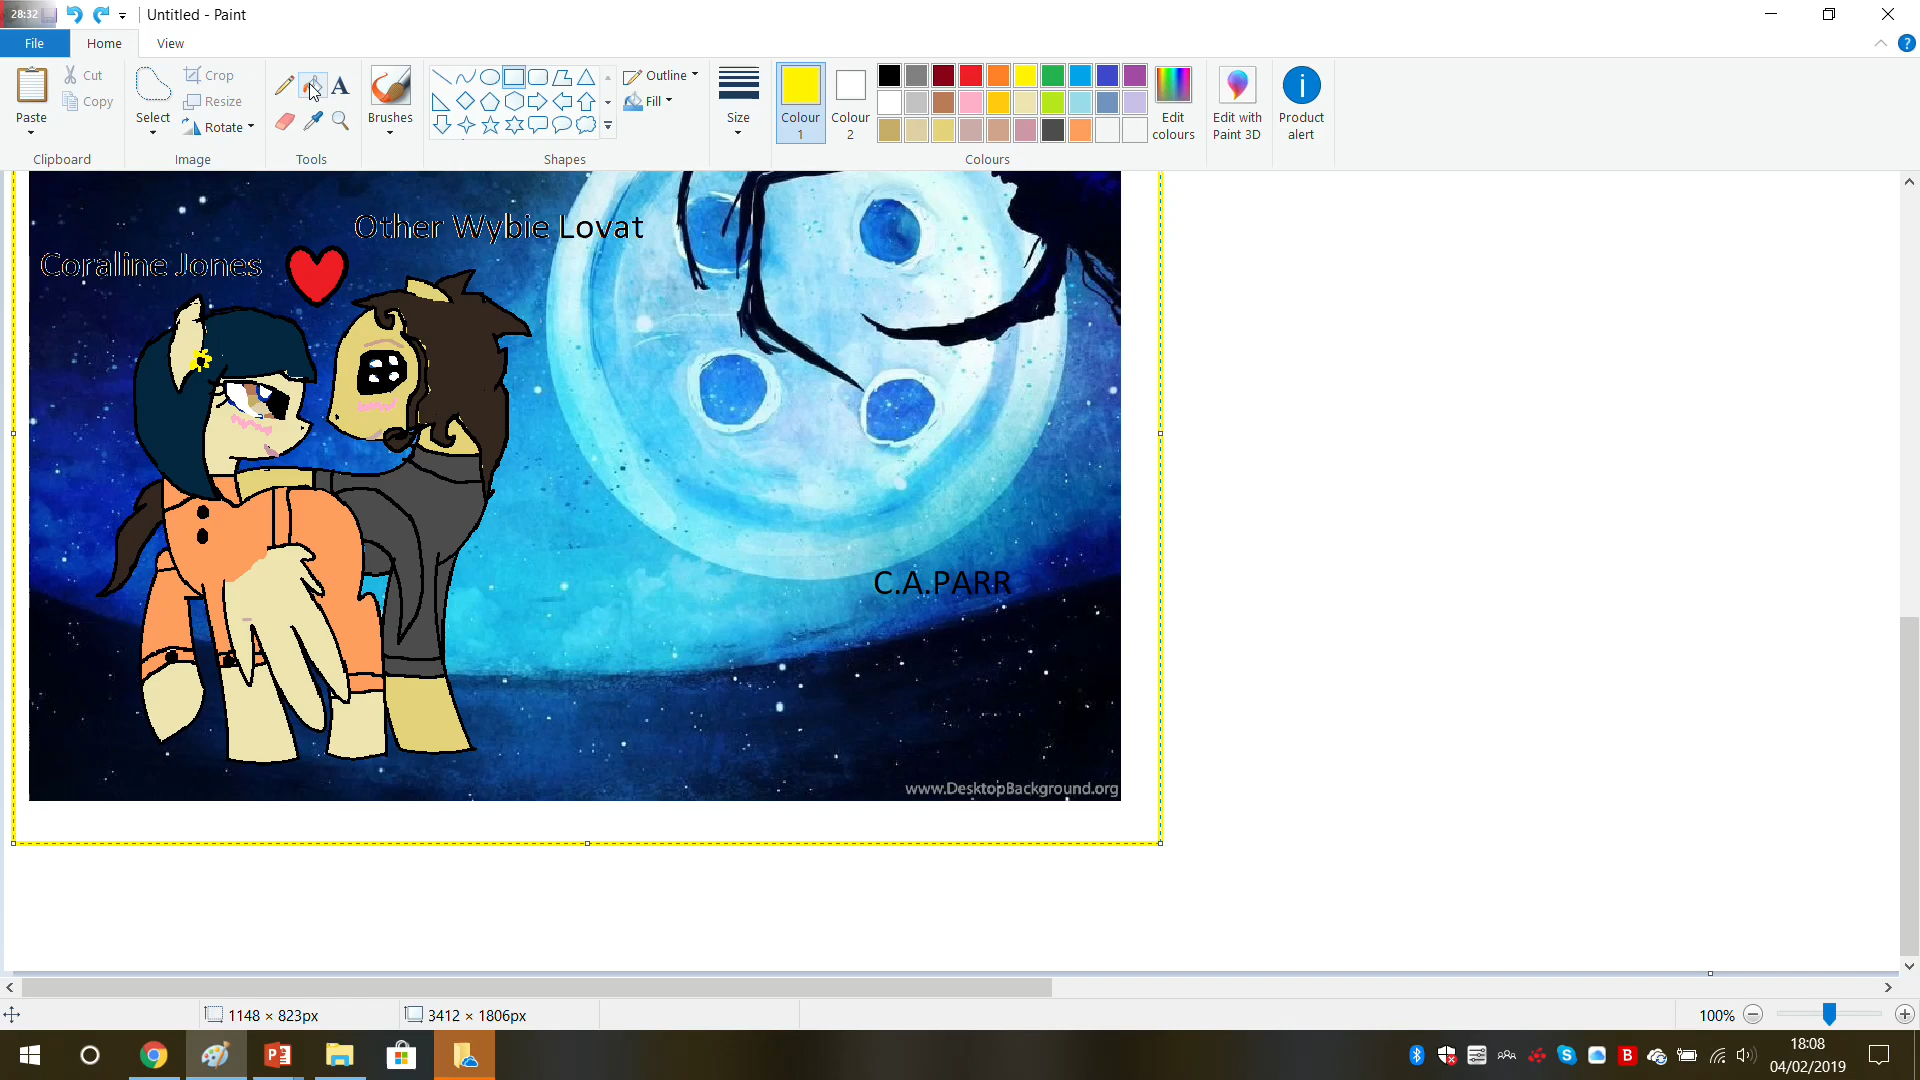 28:32
Untitled - Paint
File Home View
Paste
Cut
Copy
Clipboard
Select
Crop
Resize
Rotate
Image
A
Tools
Brushes
Outline
Fill
Shapes
Size
Colour 1
Colour 2
Edit colours
Colours
Edit with Paint 3D
Product alert
Other Wybie Lovat
Coraline Jones
C.A.PARR
www.DesktopBackground.org
1148 × 823px
3412 × 1806px
100%
18:08
04/02/2019